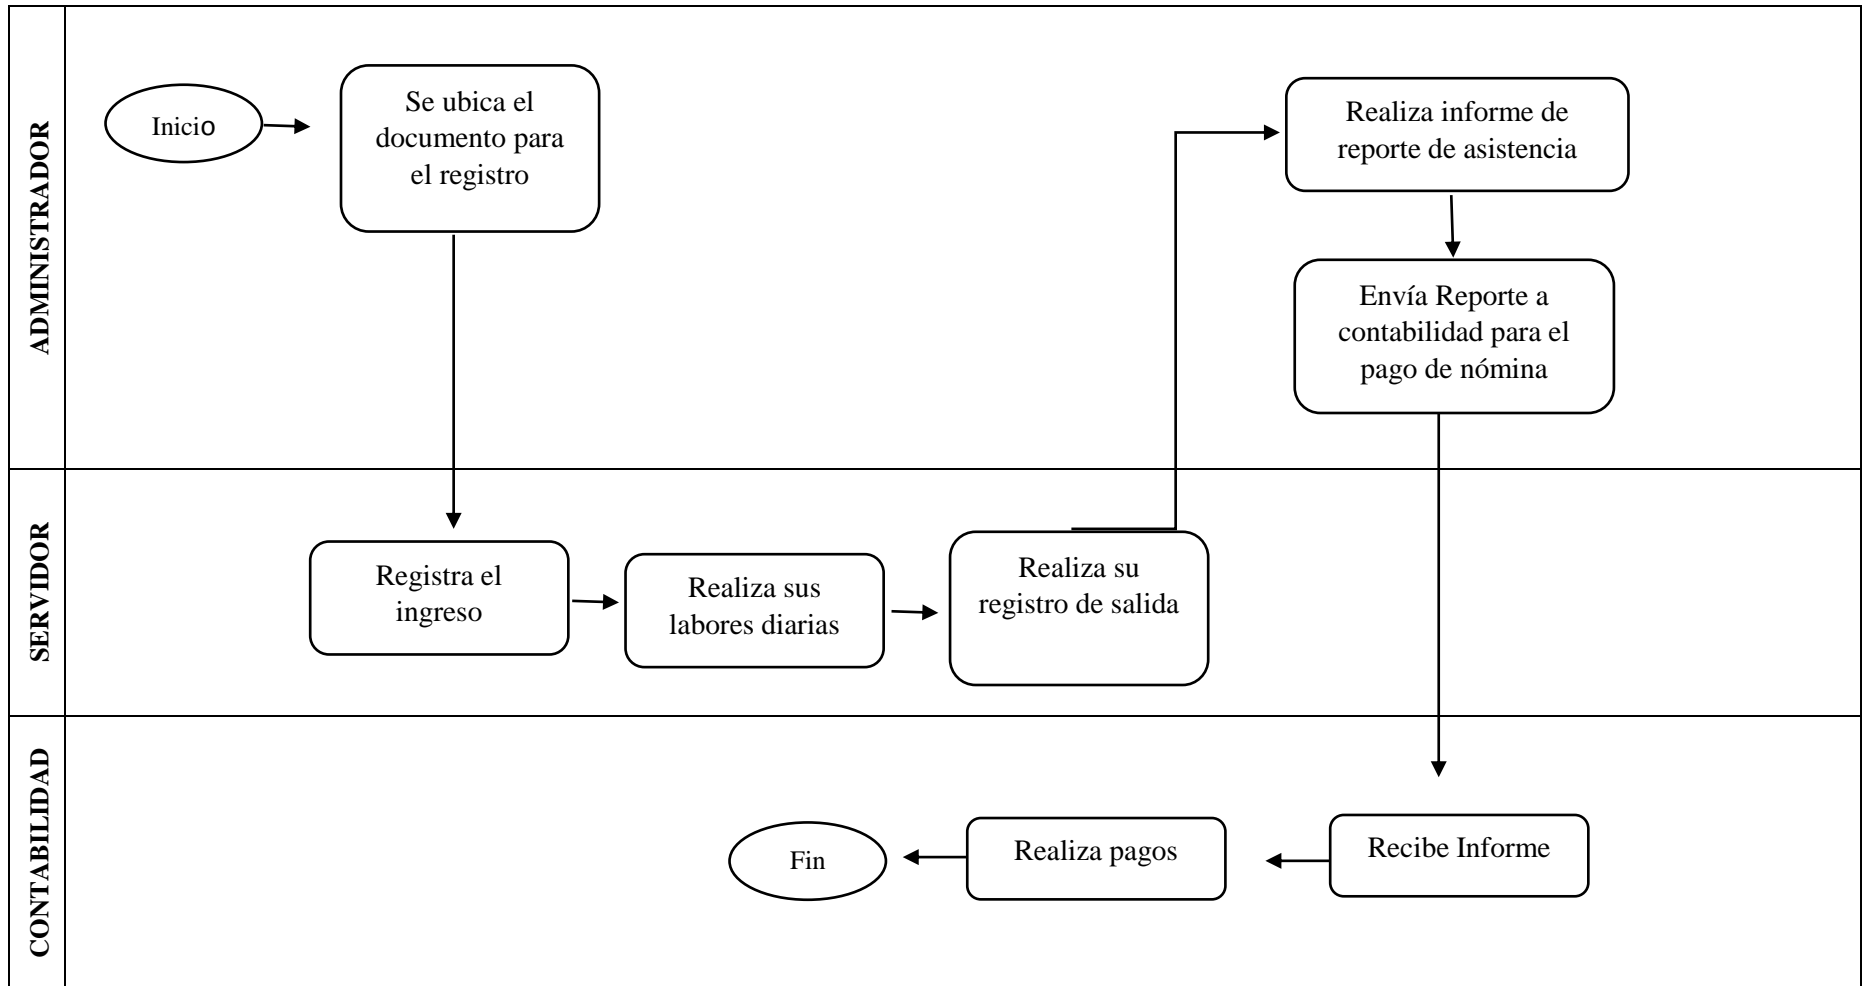 ADMINISTRADOR
Inicio
Se ubica el
documento para
el registro
Realiza informe de
reporte de asistencia
Envía Reporte a
contabilidad para el
pago de nómina
SERVIDOR
Registra el
ingreso
Realiza sus
labores diarias
Realiza su
registro de salida
CONTABILIDAD
Fin
Realiza pagos
Recibe Informe